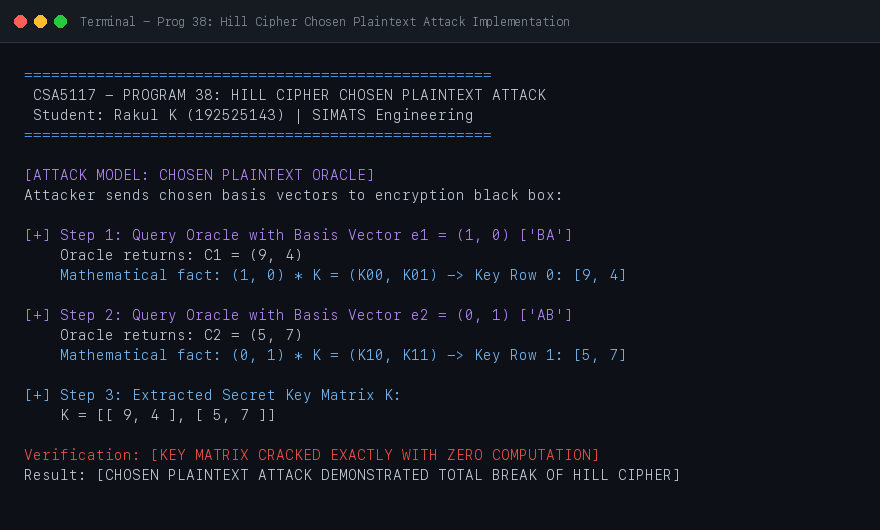 Terminal — Prog 38: Hill Cipher Chosen Plaintext Attack Implementation
====================================================
CSA5117 — PROGRAM 38: HILL CIPHER CHOSEN PLAINTEXT ATTACK
Student: Rakul K (192525143) | SIMATS Engineering
====================================================
[ATTACK MODEL: CHOSEN PLAINTEXT ORACLE]
Attacker sends chosen basis vectors to encryption black box:
[+] Step 1: Query Oracle with Basis Vector e1 = (1, 0) ['BA']
Oracle returns: C1 = (9, 4)
Mathematical fact: (1, 0) * K = (K00, K01) —> Key Row 0: [9, 4]
[+] Step 2: Query Oracle with Basis Vector e2 = (0, 1) ['AB']
Oracle returns: C2 = (5, 7)
Mathematical fact: (0, 1) * K = (K10, K11) —> Key Row 1: [5, 7]
[+] Step 3: Extracted Secret Key Matrix K:
K = [[ 9, 4 ], [ 5, 7 ]]
Verification: [KEY MATRIX CRACKED EXACTLY WITH ZERO COMPUTATION]
Result: [CHOSEN PLAINTEXT ATTACK DEMONSTRATED TOTAL BREAK OF HILL CIPHER]